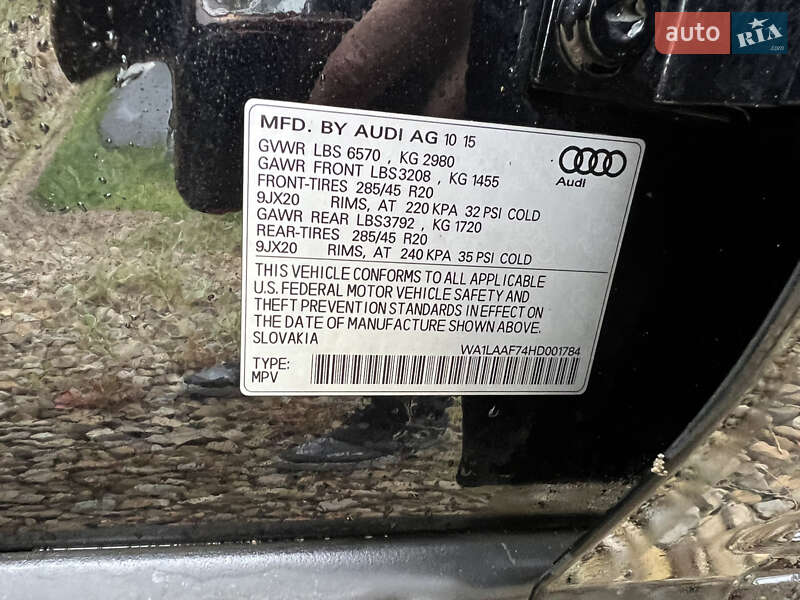 auto RIA.com
MFD. BY AUDI AG 10 15
GVWR LBS 6570 , KG 2980
GAWR FRONT LBS3208 , KG 1455
FRONT-TIRES 285/45 R20
9JX20 RIMS, AT 220 KPA 32 PSI COLD
GAWR REAR LBS3792 , KG 1720
REAR-TIRES 285/45 R20
9JX20 RIMS, AT 240 KPA 35 PSI COLD
Audi
THIS VEHICLE CONFORMS TO ALL APPLICABLE
U.S. FEDERAL MOTOR VEHICLE SAFETY AND
THEFT PREVENTION STANDARDS IN EFFECT ON
THE DATE OF MANUFACTURE SHOWN ABOVE.
SLOVAKIA
WA1LAAF74HD001784
TYPE:
MPV